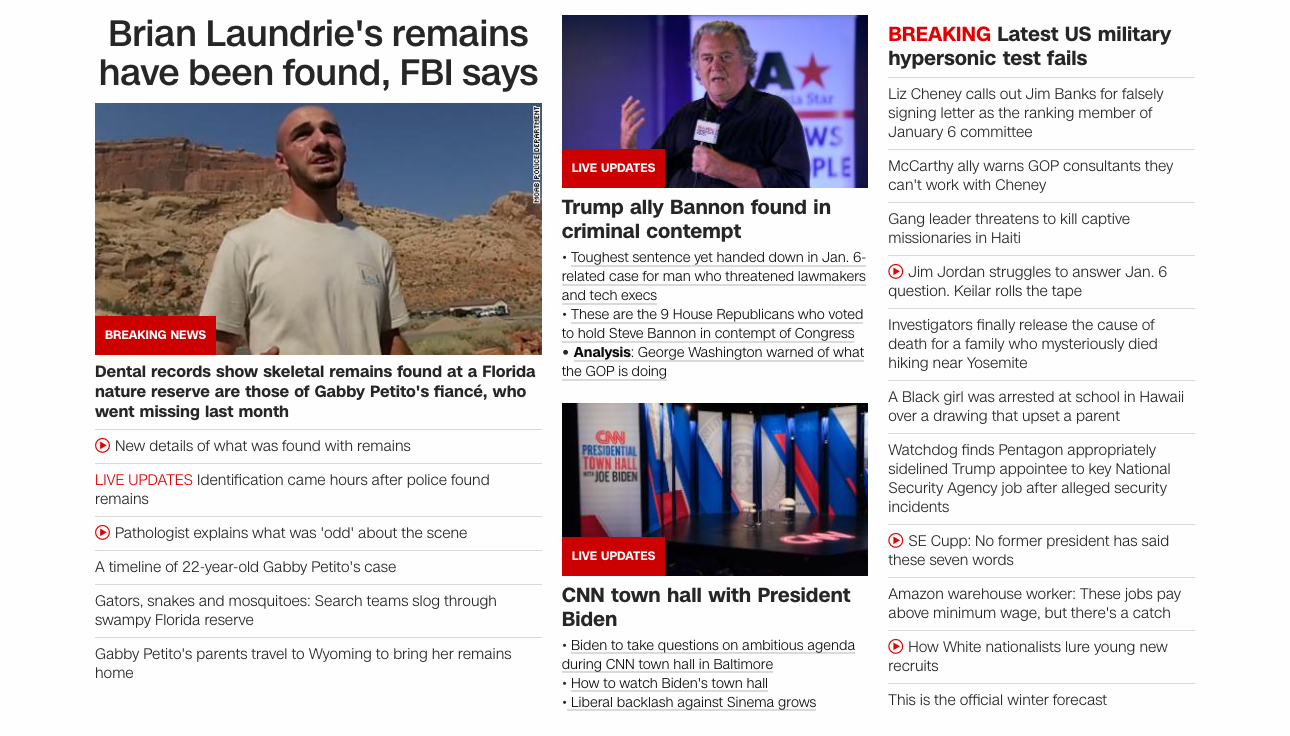 Brian Laundrie's remains
have been found, FBI says
MOAB POLICE DEPARTMENT
BREAKING NEWS
Dental records show skeletal remains found at a Florida
nature reserve are those of Gabby Petito's fiancé, who
went missing last month
New details of what was found with remains
LIVE UPDATES Identification came hours after police found
remains
Pathologist explains what was 'odd' about the scene
A timeline of 22-year-old Gabby Petito's case
Gators, snakes and mosquitoes: Search teams slog through
swampy Florida reserve
Gabby Petito's parents travel to Wyoming to bring her remains
home
LIVE UPDATES
Trump ally Bannon found in
criminal contempt
• Toughest sentence yet handed down in Jan. 6-
related case for man who threatened lawmakers
and tech execs
• These are the 9 House Republicans who voted
to hold Steve Bannon in contempt of Congress
• Analysis: George Washington warned of what
the GOP is doing
CNN
PRESIDENTIAL
TOWN HALL
WITH JOE BIDEN
CNN
LIVE UPDATES
CNN town hall with President
Biden
• Biden to take questions on ambitious agenda
during CNN town hall in Baltimore
• How to watch Biden's town hall
• Liberal backlash against Sinema grows
BREAKING Latest US military
hypersonic test fails
Liz Cheney calls out Jim Banks for falsely
signing letter as the ranking member of
January 6 committee
McCarthy ally warns GOP consultants they
can't work with Cheney
Gang leader threatens to kill captive
missionaries in Haiti
Jim Jordan struggles to answer Jan. 6
question. Keilar rolls the tape
Investigators finally release the cause of
death for a family who mysteriously died
hiking near Yosemite
A Black girl was arrested at school in Hawaii
over a drawing that upset a parent
Watchdog finds Pentagon appropriately
sidelined Trump appointee to key National
Security Agency job after alleged security
incidents
SE Cupp: No former president has said
these seven words
Amazon warehouse worker: These jobs pay
above minimum wage, but there's a catch
How White nationalists lure young new
recruits
This is the official winter forecast